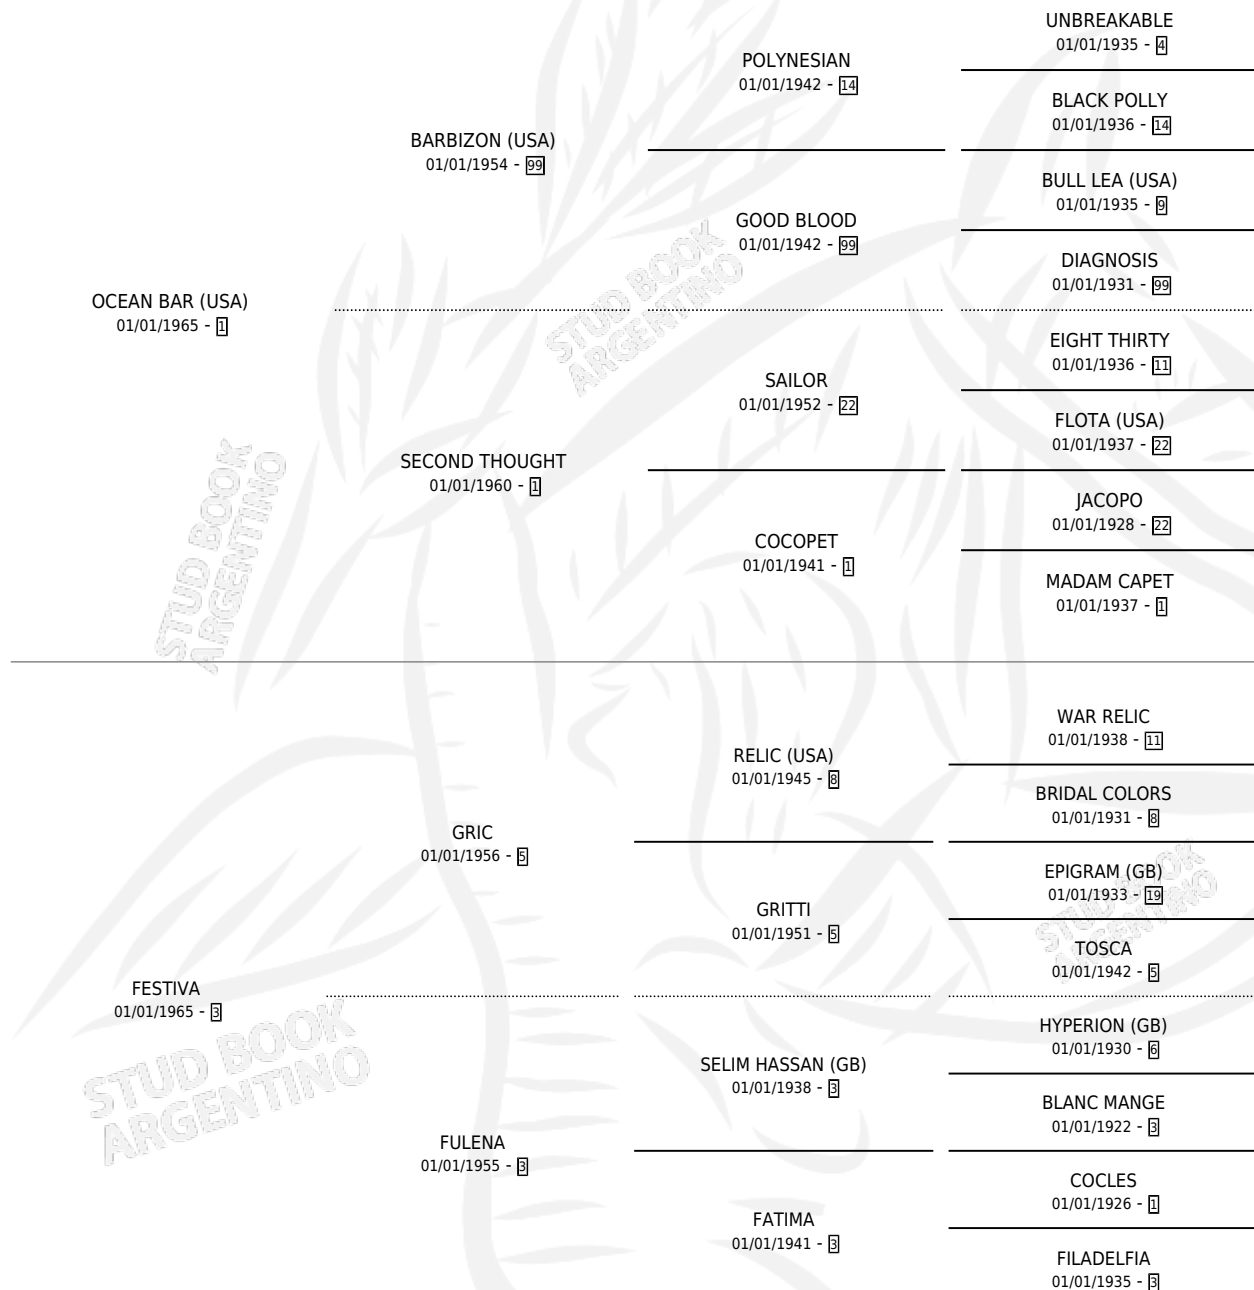 OCEAN BAR (USA)
01/01/1965 - 1
BARBIZON (USA)
01/01/1954 - 99
POLYNESIAN
01/01/1942 - 14
UNBREAKABLE
01/01/1935 - 4
BLACK POLLY
01/01/1936 - 14
GOOD BLOOD
01/01/1942 - 99
BULL LEA (USA)
01/01/1935 - 9
DIAGNOSIS
01/01/1931 - 99
SECOND THOUGHT
01/01/1960 - 1
SAILOR
01/01/1952 - 22
EIGHT THIRTY
01/01/1936 - 11
FLOTA (USA)
01/01/1937 - 22
COCOPET
01/01/1941 - 1
JACOPO
01/01/1928 - 22
MADAM CAPET
01/01/1937 - 1
FESTIVA
01/01/1965 - 3
GRIC
01/01/1956 - 5
RELIC (USA)
01/01/1945 - 8
WAR RELIC
01/01/1938 - 11
BRIDAL COLORS
01/01/1931 - 8
GRITTI
01/01/1951 - 5
EPIGRAM (GB)
01/01/1933 - 19
TOSCA
01/01/1942 - 5
FULENA
01/01/1955 - 3
SELIM HASSAN (GB)
01/01/1938 - 3
HYPERION (GB)
01/01/1930 - 6
BLANC MANGE
01/01/1922 - 3
FATIMA
01/01/1941 - 3
COCLES
01/01/1926 - 1
FILADELFIA
01/01/1935 - 3
STUD BOOK
ARGENTINO
STUD BOOK
ARGENTINO
STUD BOOK
ARGENTINO
STUD BOOK
ARGENTINO